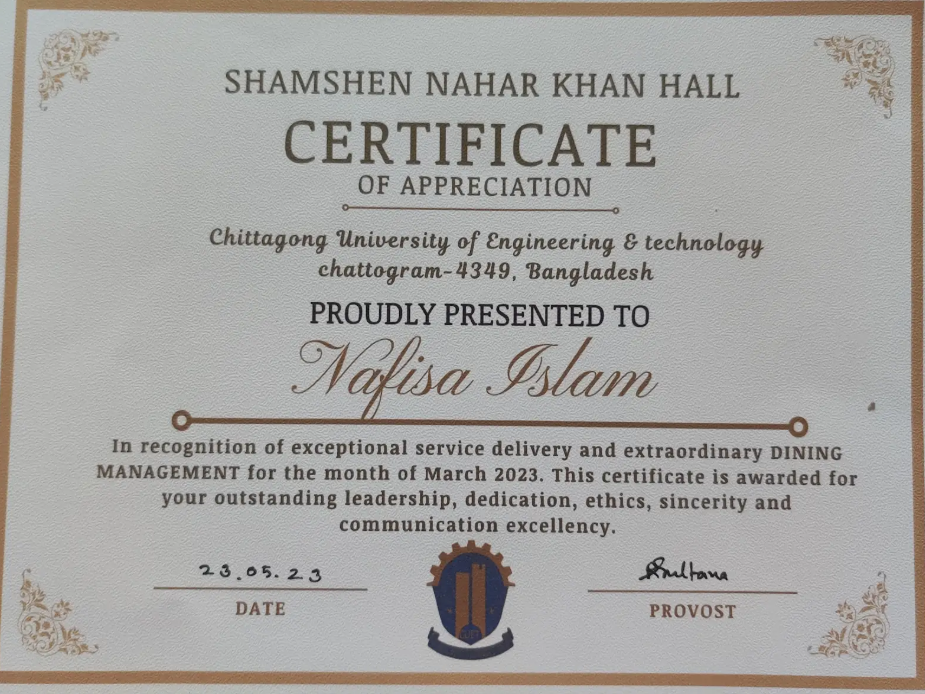 SHAMSHEN NAHAR KHAN HALL
CERTIFICATE
OF APPRECIATION
Chittagong University of Engineering & technology
chattogram-4349, Bangladesh
PROUDLY PRESENTED TO
Nafisa Islam
In recognition of exceptional service delivery and extraordinary DINING
MANAGEMENT for the month of March 2023. This certificate is awarded for
your outstanding leadership, dedication, ethics, sincerity and
communication excellency.
23.05.23
DATE
PROVOST